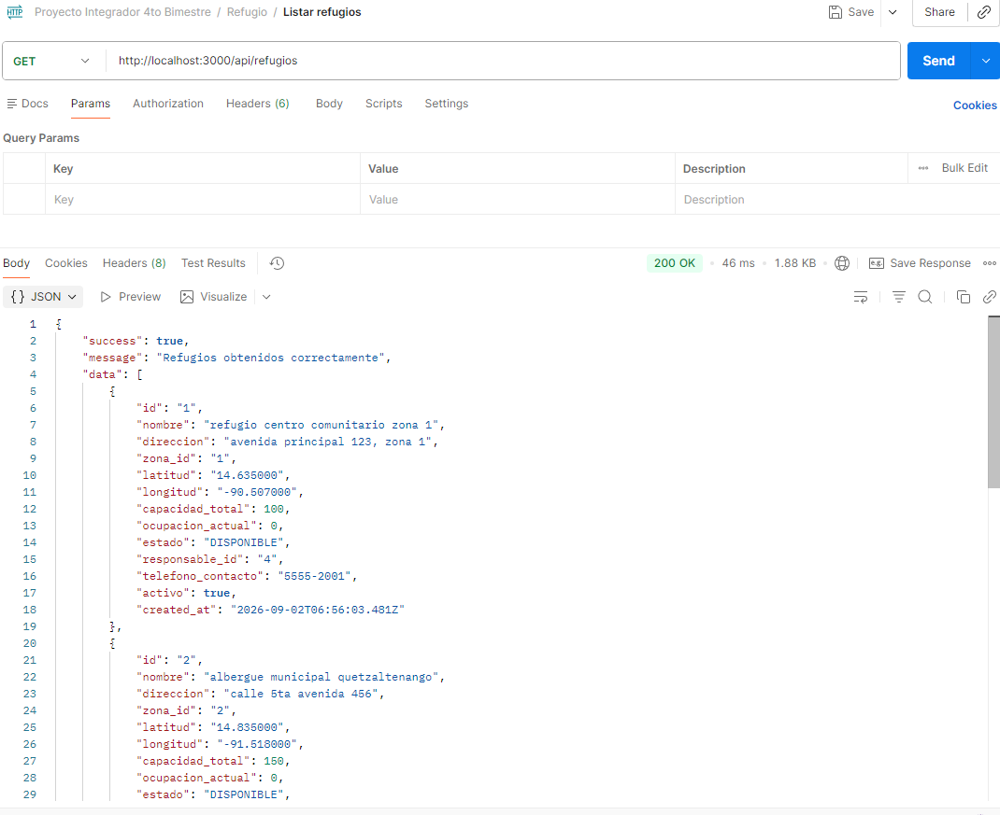 HTTP Proyecto Integrador 4to Bimestre / Refugio / Listar refugios Save Share
GET http://localhost:3000/api/refugios Send
Docs Params Authorization Headers (6) Body Scripts Settings Cookies
Query Params
Key Value Description Bulk Edit
Key Value Description
Body Cookies Headers (8) Test Results 200 OK • 46 ms • 1.88 KB • e.g. Save Response
{} JSON Preview Visualize
1 {
2 "success": true,
3 "message": "Refugios obtenidos correctamente",
4 "data": [
5 {
6 "id": "1",
7 "nombre": "refugio centro comunitario zona 1",
8 "direccion": "avenida principal 123, zona 1",
9 "zona_id": "1",
10 "latitud": "14.635000",
11 "longitud": "-90.507000",
12 "capacidad_total": 100,
13 "ocupacion_actual": 0,
14 "estado": "DISPONIBLE",
15 "responsable_id": "4",
16 "telefono_contacto": "5555-2001",
17 "activo": true,
18 "created_at": "2026-09-02T06:56:03.481Z"
19 },
20 {
21 "id": "2",
22 "nombre": "albergue municipal quetzaltenango",
23 "direccion": "calle 5ta avenida 456",
24 "zona_id": "2",
25 "latitud": "14.835000",
26 "longitud": "-91.518000",
27 "capacidad_total": 150,
28 "ocupacion_actual": 0,
29 "estado": "DISPONIBLE",